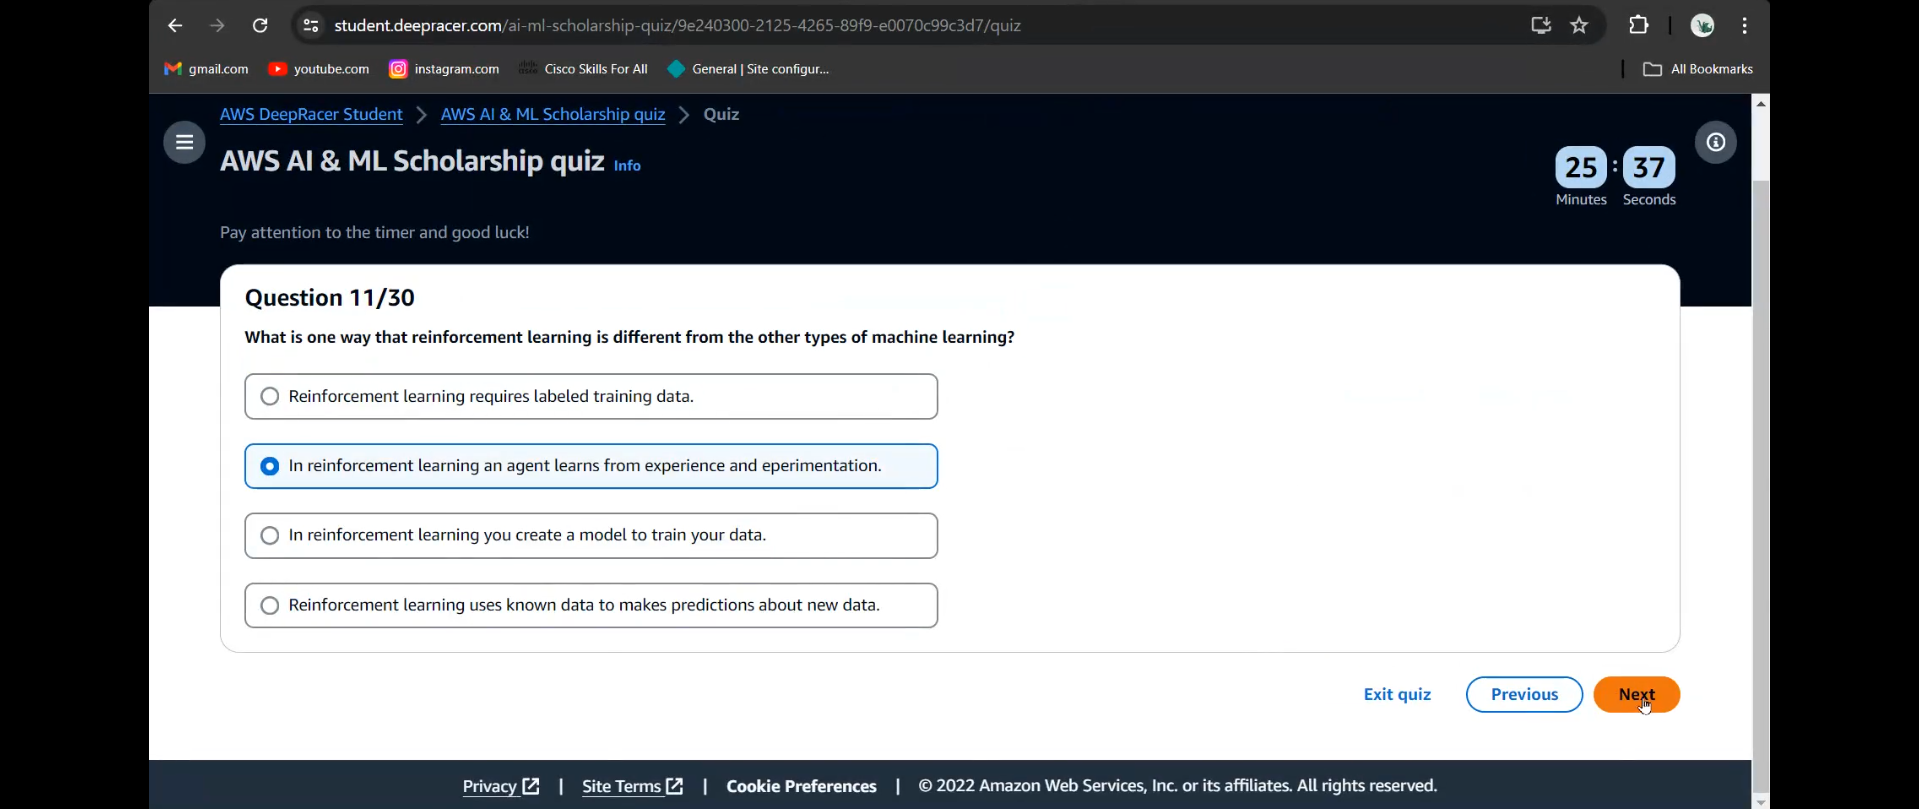 student.deepracer.com/ai-ml-scholarship-quiz/9e240300-2125-4265-89f9-e0070c99c3d7/quiz
gmail.com youtube.com instagram.com Cisco Skills For All General | Site configur... All Bookmarks
AWS DeepRacer Student AWS AI & ML Scholarship quiz Quiz
AWS AI & ML Scholarship quiz Info
25 : 37
Minutes Seconds
Pay attention to the timer and good luck!
Question 11/30
What is one way that reinforcement learning is different from the other types of machine learning?
Reinforcement learning requires labeled training data.
In reinforcement learning an agent learns from experience and eperimentation.
In reinforcement learning you create a model to train your data.
Reinforcement learning uses known data to makes predictions about new data.
Exit quiz Previous Next
Privacy | Site Terms | Cookie Preferences | © 2022 Amazon Web Services, Inc. or its affiliates. All rights reserved.